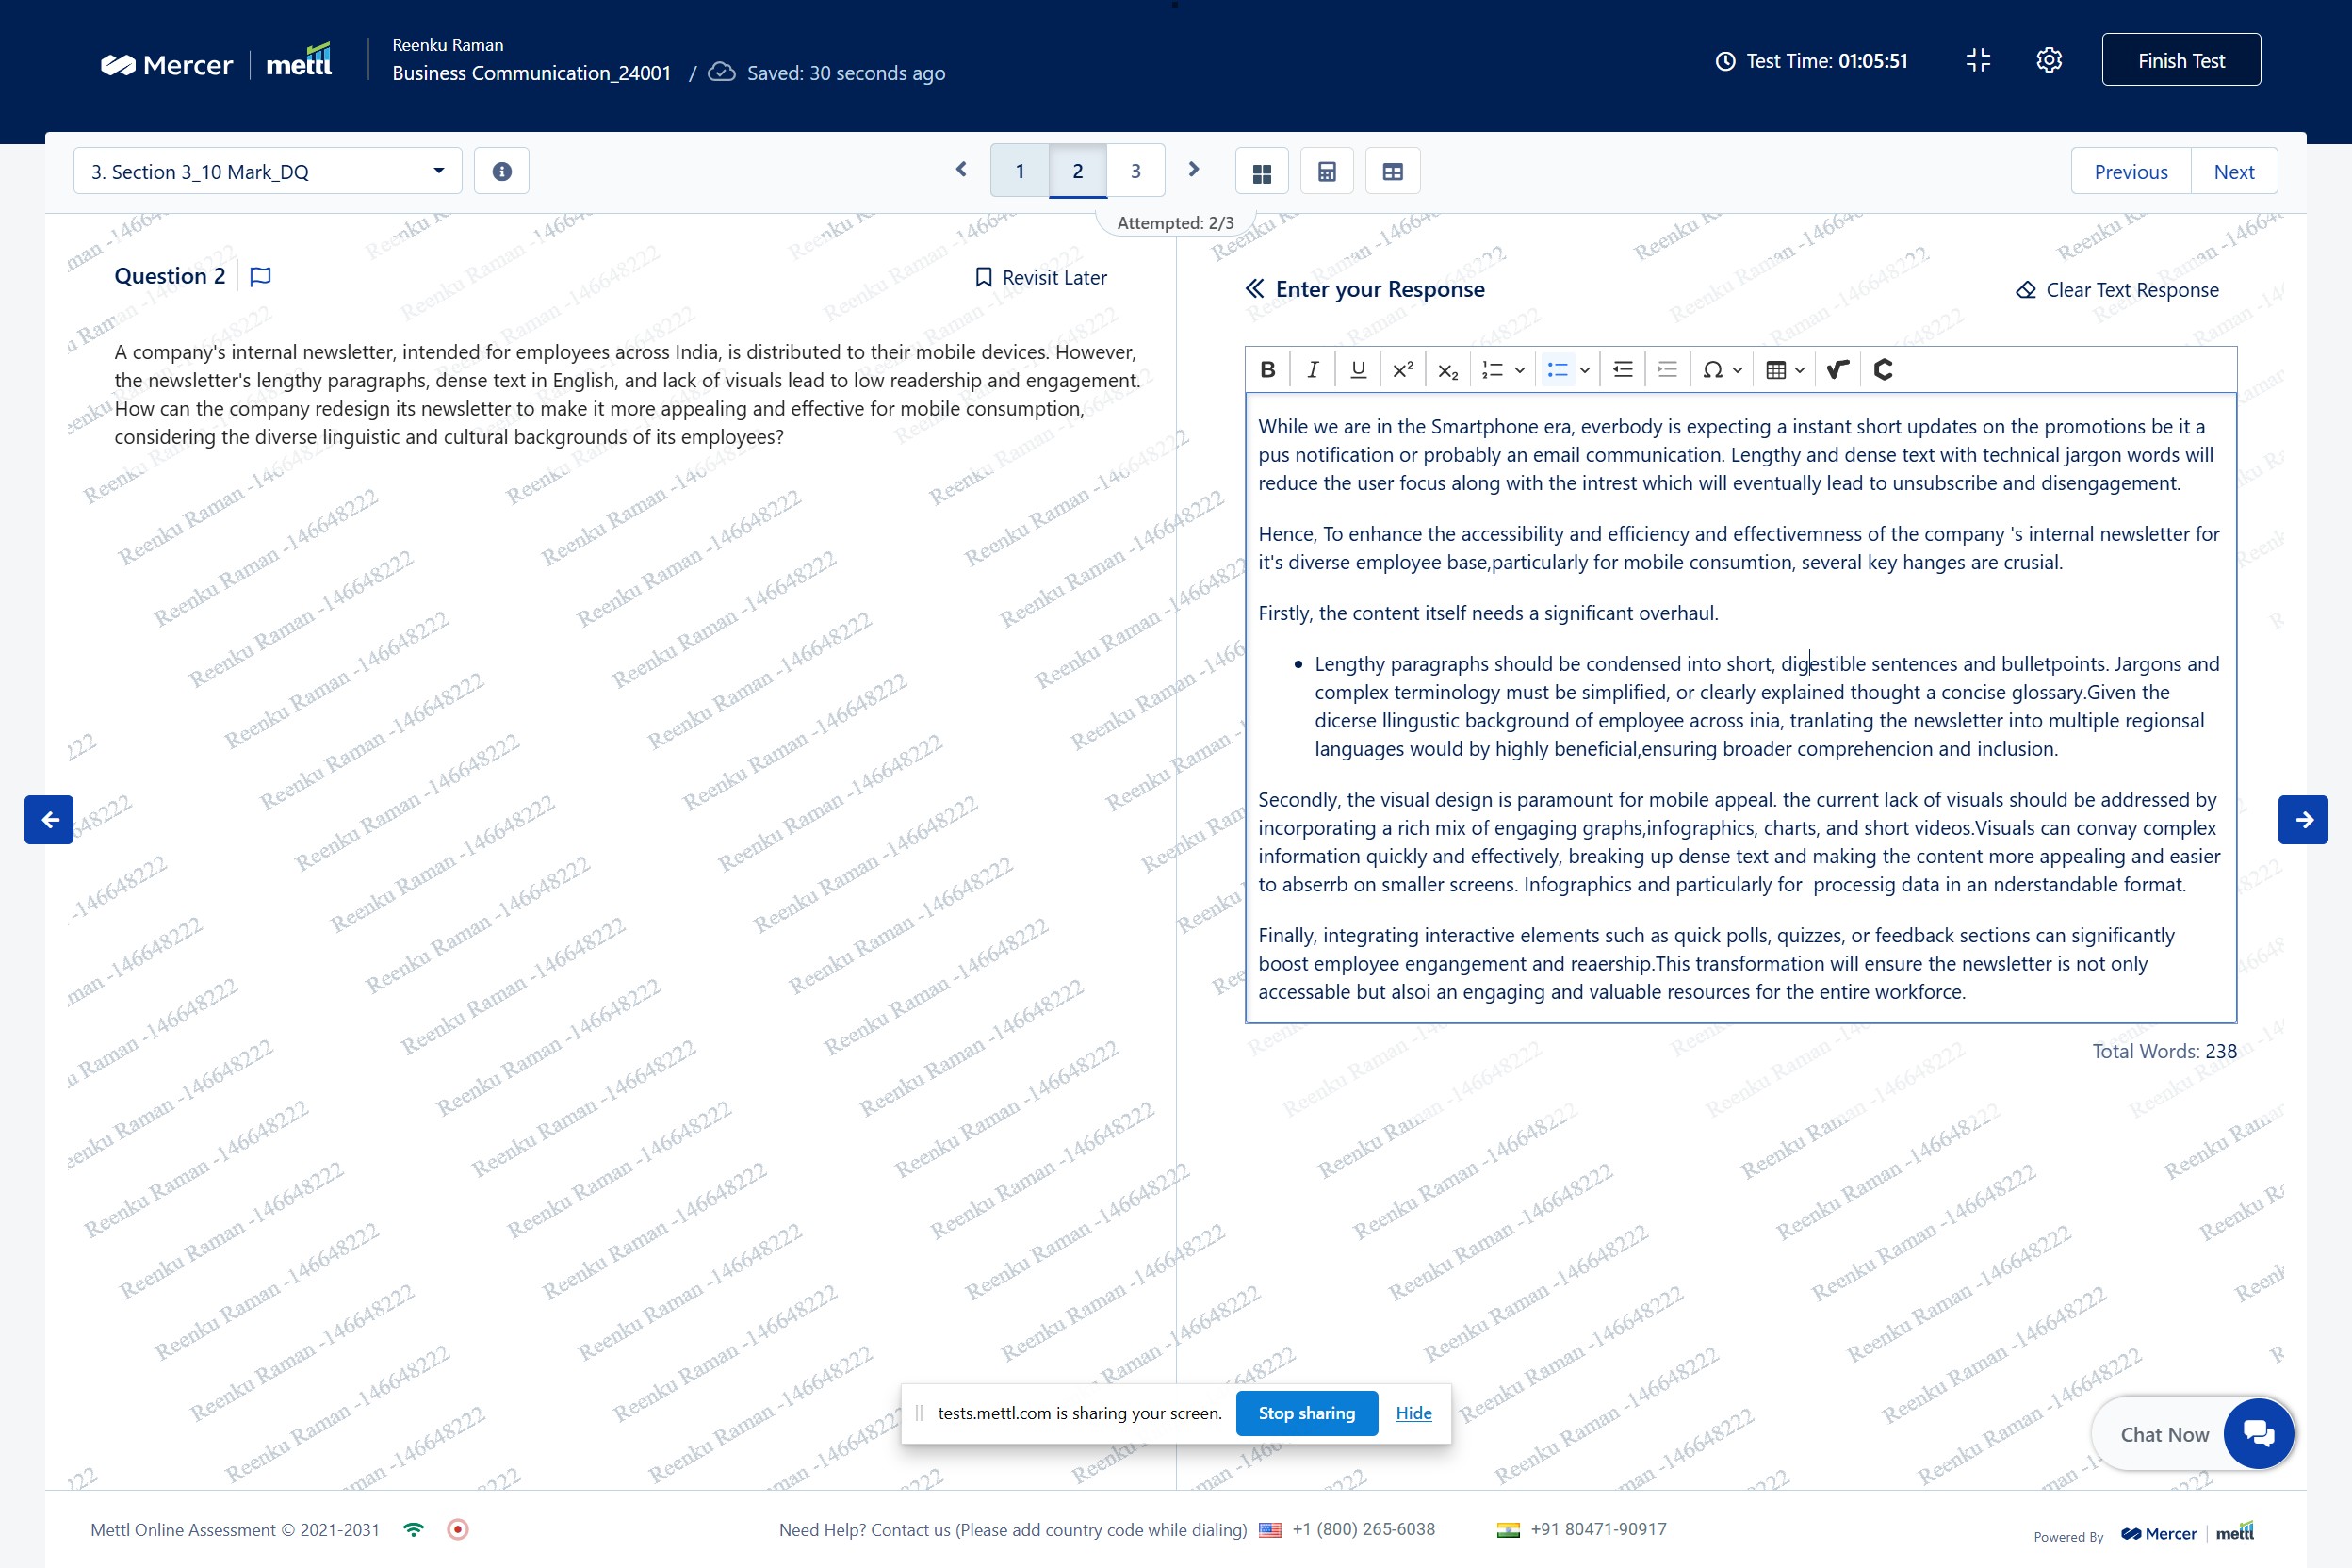 Mercer | mettl
Reenku Raman
Business Communication_24001 / Saved: 30 seconds ago
Test Time: 01:05:51
Finish Test
3. Section 3_10 Mark_DQ
1 2 3
Previous Next
Attempted: 2/3
Question 2
Revisit Later
A company's internal newsletter, intended for employees across India, is distributed to their mobile devices. However,
the newsletter's lengthy paragraphs, dense text in English, and lack of visuals lead to low readership and engagement.
How can the company redesign its newsletter to make it more appealing and effective for mobile consumption,
considering the diverse linguistic and cultural backgrounds of its employees?
Enter your Response
Clear Text Response
While we are in the Smartphone era, everbody is expecting a instant short updates on the promotions be it a
pus notification or probably an email communication. Lengthy and dense text with technical jargon words will
reduce the user focus along with the intrest which will eventually lead to unsubscribe and disengagement.
Hence, To enhance the accessibility and efficiency and effectivemness of the company 's internal newsletter for
it's diverse employee base,particularly for mobile consumtion, several key hanges are crusial.
Firstly, the content itself needs a significant overhaul.
• Lengthy paragraphs should be condensed into short, digestible sentences and bulletpoints. Jargons and
complex terminology must be simplified, or clearly explained thought a concise glossary.Given the
dicerse llingustic background of employee across inia, tranlating the newsletter into multiple regionsal
languages would by highly beneficial,ensuring broader comprehencion and inclusion.
Secondly, the visual design is paramount for mobile appeal. the current lack of visuals should be addressed by
incorporating a rich mix of engaging graphs,infographics, charts, and short videos.Visuals can convay complex
information quickly and effectively, breaking up dense text and making the content more appealing and easier
to abserrb on smaller screens. Infographics and particularly for  processig data in an nderstandable format.
Finally, integrating interactive elements such as quick polls, quizzes, or feedback sections can significantly
boost employee engangement and reaership.This transformation will ensure the newsletter is not only
accessable but alsoi an engaging and valuable resources for the entire workforce.
Total Words: 238
Reenku Raman -146648222
tests.mettl.com is sharing your screen.
Stop sharing
Hide
Chat Now
Mettl Online Assessment © 2021-2031
Need Help? Contact us (Please add country code while dialing) +1 (800) 265-6038 +91 80471-90917
Powered By Mercer | mettl